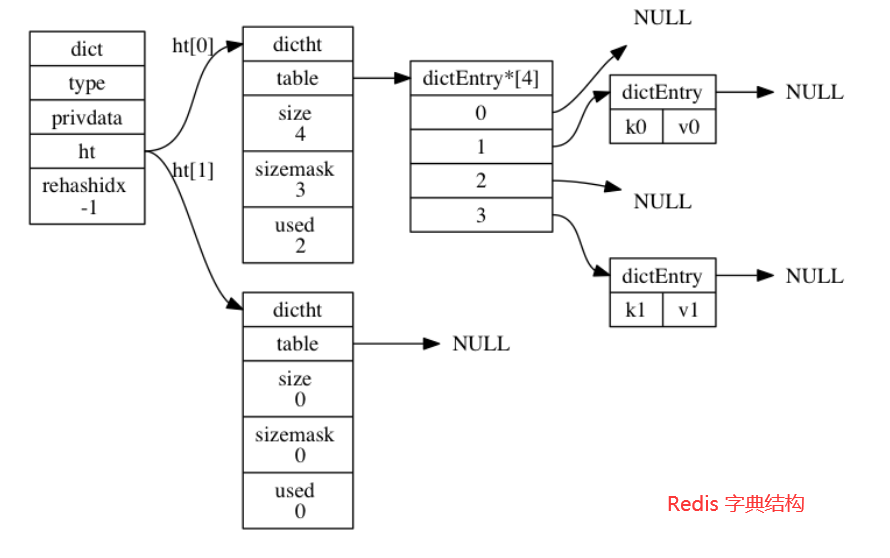 dict
type
privdata
ht
rehashidx
-1
ht[0]
ht[1]
dictht
table
size
4
sizemask
3
used
2
dictht
table
size
0
sizemask
0
used
0
NULL
dictEntry*[4]
0
1
2
3
NULL
dictEntry
k0 v0
NULL
NULL
dictEntry
k1 v1
NULL
Redis 字典结构